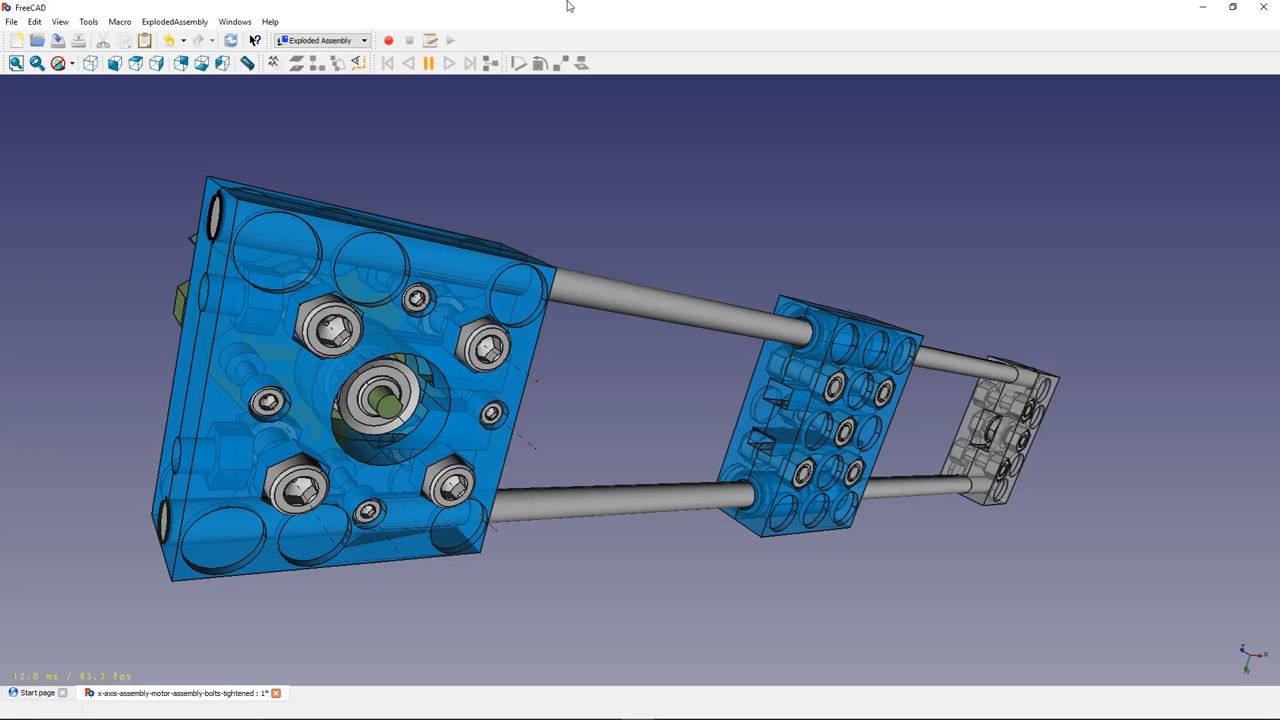 FreeCAD
File Edit View Tools Macro ExplodedAssembly Windows Help
Exploded Assembly
12.0 ms / 83.3 fps
Start page
x-axis-assembly-motor-assembly-bolts-tightened : 1*